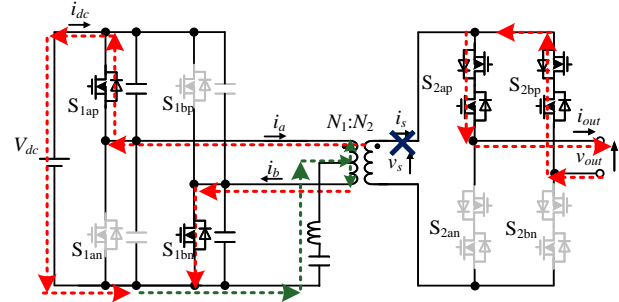 i_dc
S_1ap
S_1bp
S_2ap
S_2bp
N_1:N_2
i_s
i_a
i_out
V_dc
v_s
v_out
i_b
S_1an
S_1bn
S_2an
S_2bn